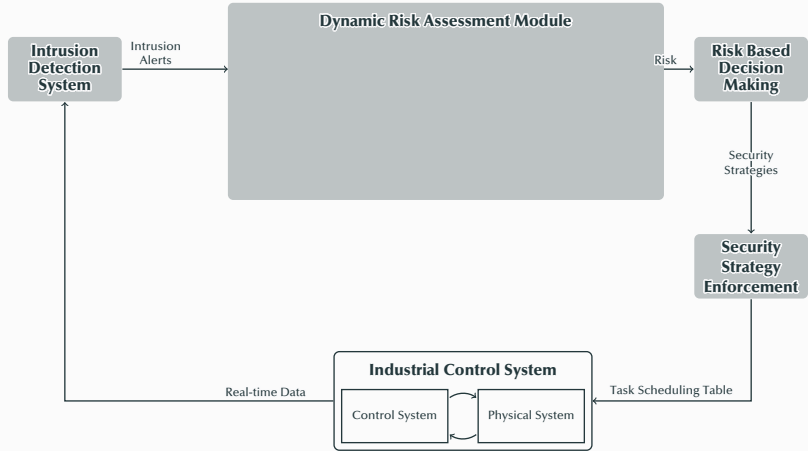 Dynamic Risk Assessment Module
Intrusion
Detection
System
Intrusion
Alerts
Risk
Risk Based
Decision
Making
Security
Strategies
Security
Strategy
Enforcement
Industrial Control System
Control System
Physical System
Real-time Data
Task Scheduling Table